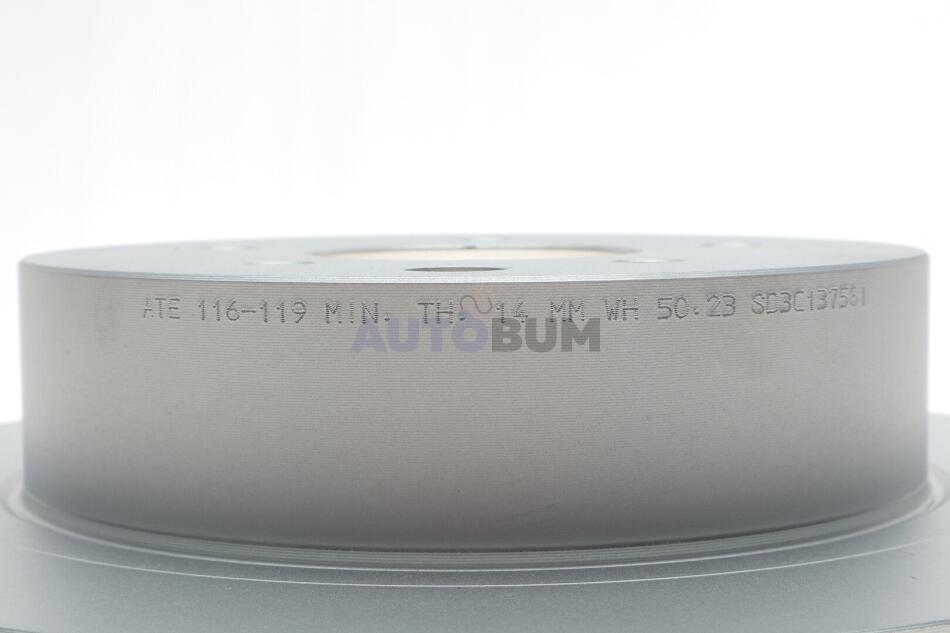 ATE 116-119 MIN. TH. 14 MM WH 50.23 SD3C137561
AUTOBUM